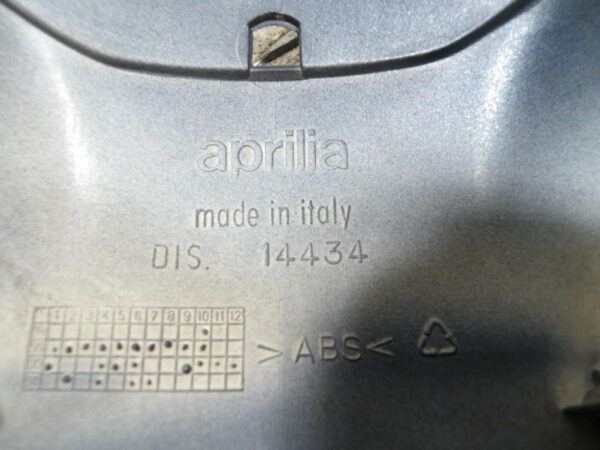 aprilia
made in italy
DIS. 14434
1 2 3 4 5 6 7 8 9 10 11 12
>ABS<